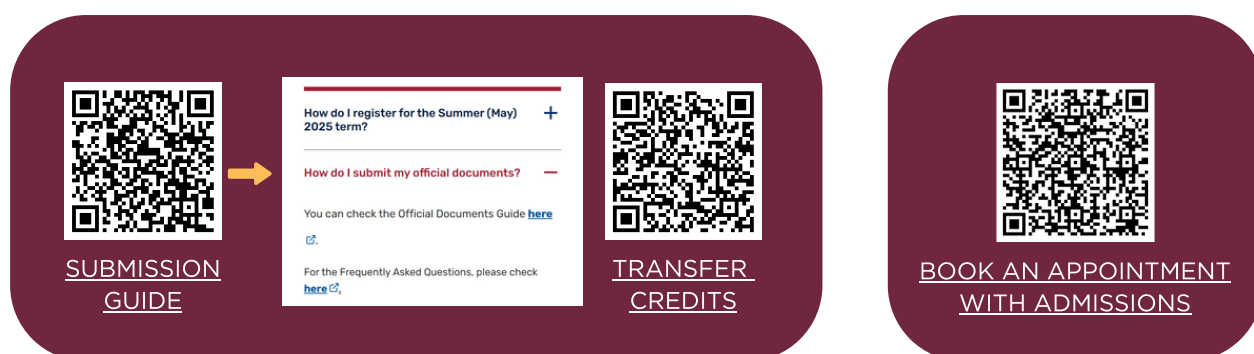 SUBMISSION
GUIDE
How do I register for the Summer (May)
2025 term?
How do I submit my official documents?
You can check the Official Documents Guide here
.
For the Frequently Asked Questions, please check
here.
TRANSFER
CREDITS
BOOK AN APPOINTMENT
WITH ADMISSIONS